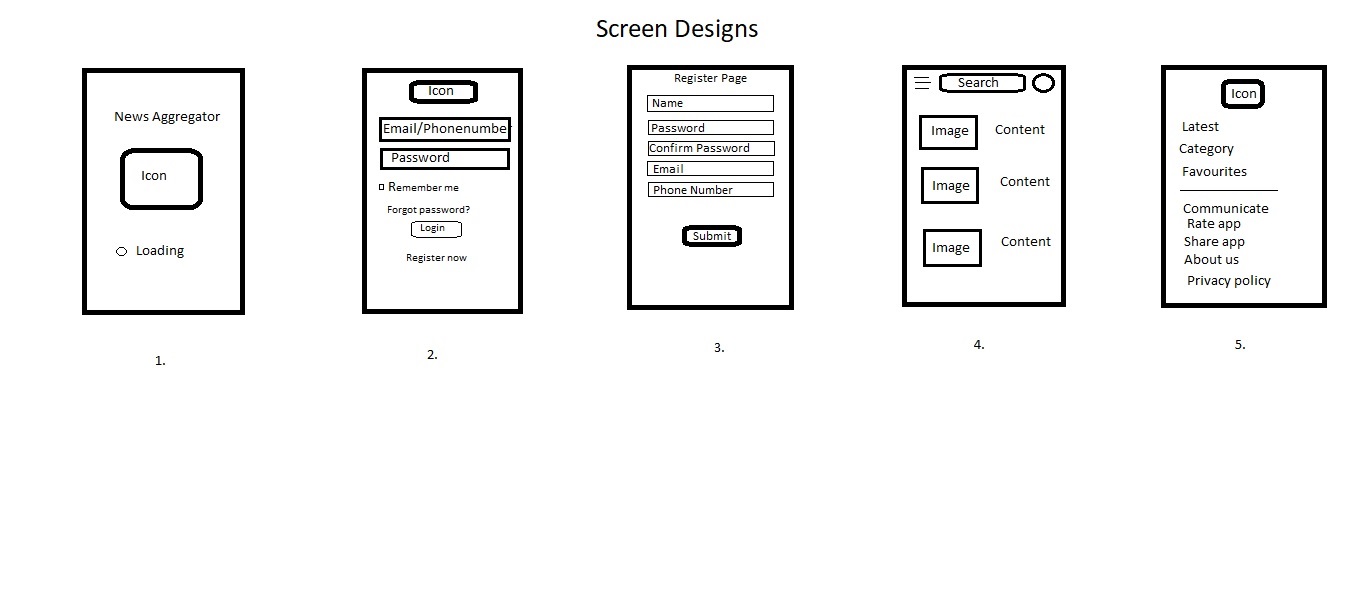 Screen Designs
News Aggregator
Icon
Loading
1.
Icon
Email/Phonenumber
Password
Remember me
Forgot password?
Login
Register now
2.
Register Page
Name
Password
Confirm Password
Email
Phone Number
Submit
3.
Search
Image
Content
Image
Content
Image
Content
4.
Icon
Latest
Category
Favourites
Communicate
Rate app
Share app
About us
Privacy policy
5.